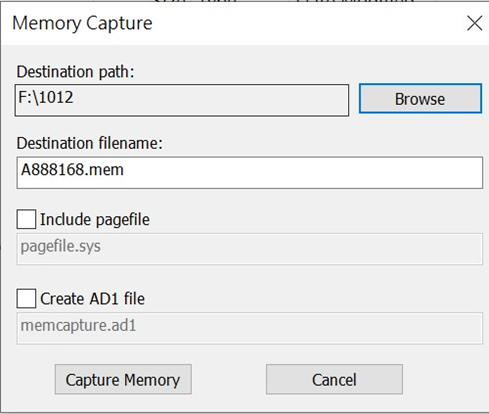 Memory Capture
Destination path:
F:\1012
Browse
Destination filename:
A888168.mem
Include pagefile
pagefile.sys
Create AD1 file
memcapture.ad1
Capture Memory
Cancel